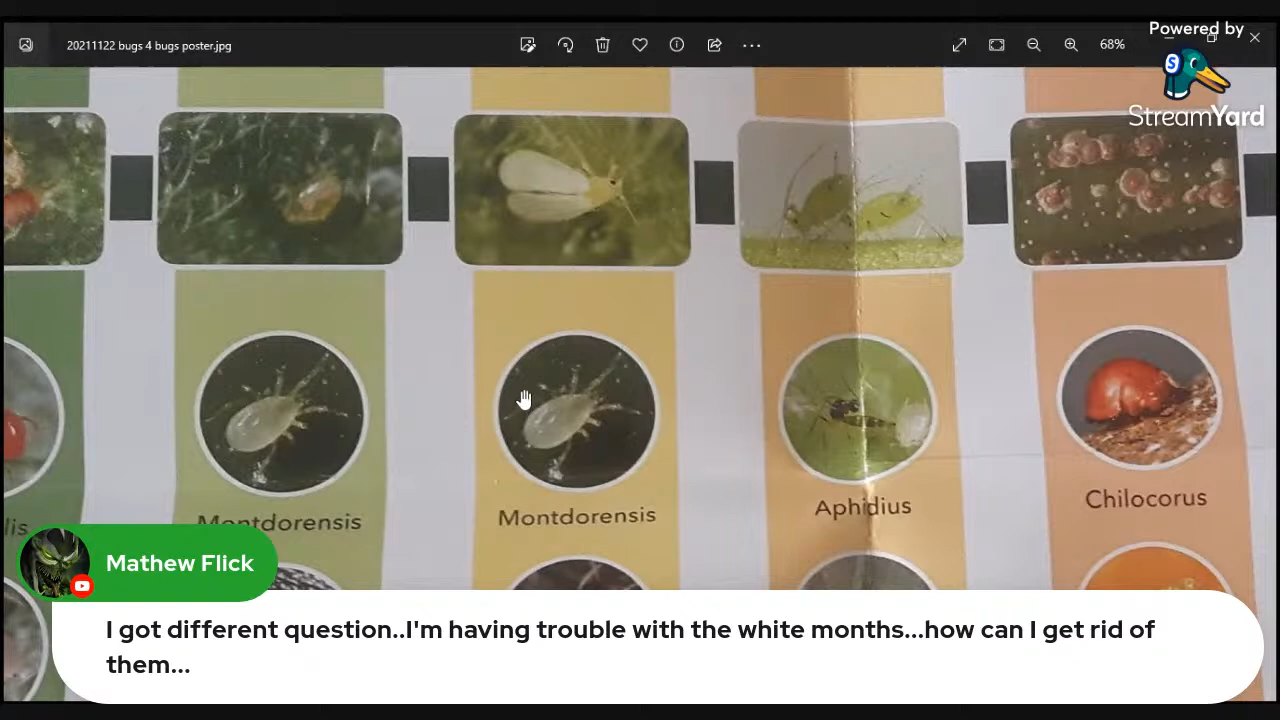 20211122 bugs 4 bugs poster.jpg
68%
Powered by
StreamYard
Montdorensis
Montdorensis
Aphidius
Chilocorus
lis
Mathew Flick
I got different question..I'm having trouble with the white months...how can I get rid of
them...